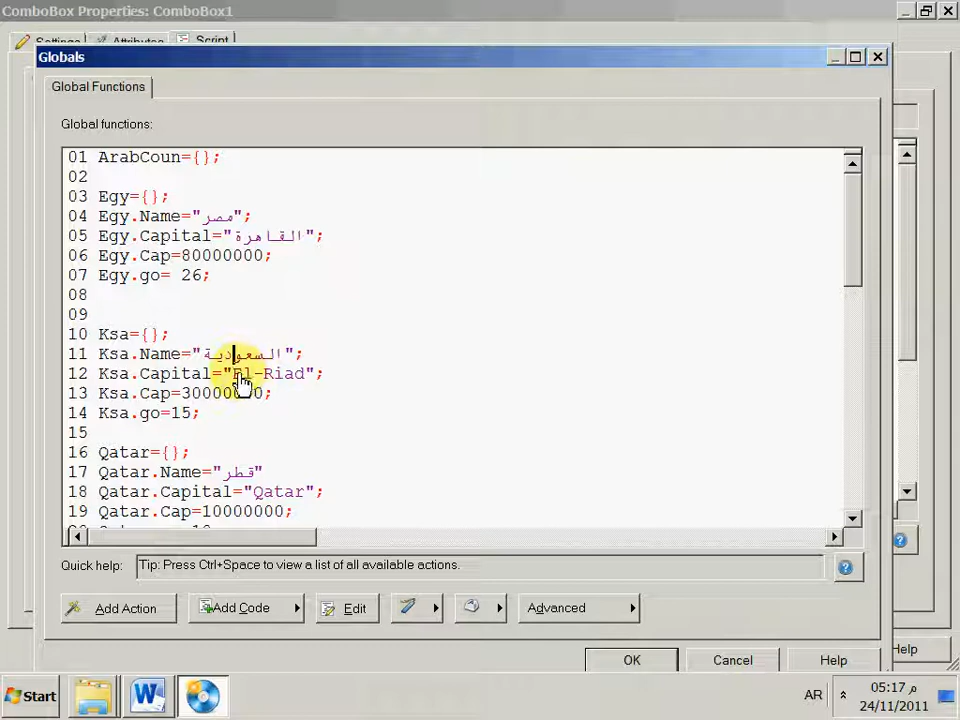 ComboBox Properties: ComboBox1
Settings Attributes Script
Globals
Global Functions
Global functions:
01 ArabCoun={};
02
03 Egy={};
04 Egy.Name="مصر";
05 Egy.Capital="القاهرة";
06 Egy.Cap=80000000;
07 Egy.go= 26;
08
09
10 Ksa={};
11 Ksa.Name="السعودية";
12 Ksa.Capital="El-Riad";
13 Ksa.Cap=30000000;
14 Ksa.go=15;
15
16 Qatar={};
17 Qatar.Name="قطر"
18 Qatar.Capital="Qatar";
19 Qatar.Cap=10000000;
Quick help: Tip: Press Ctrl+Space to view a list of all available actions.
Add Action Add Code Edit Advanced
OK Cancel Help Help
Start AR 05:17 م
24/11/2011